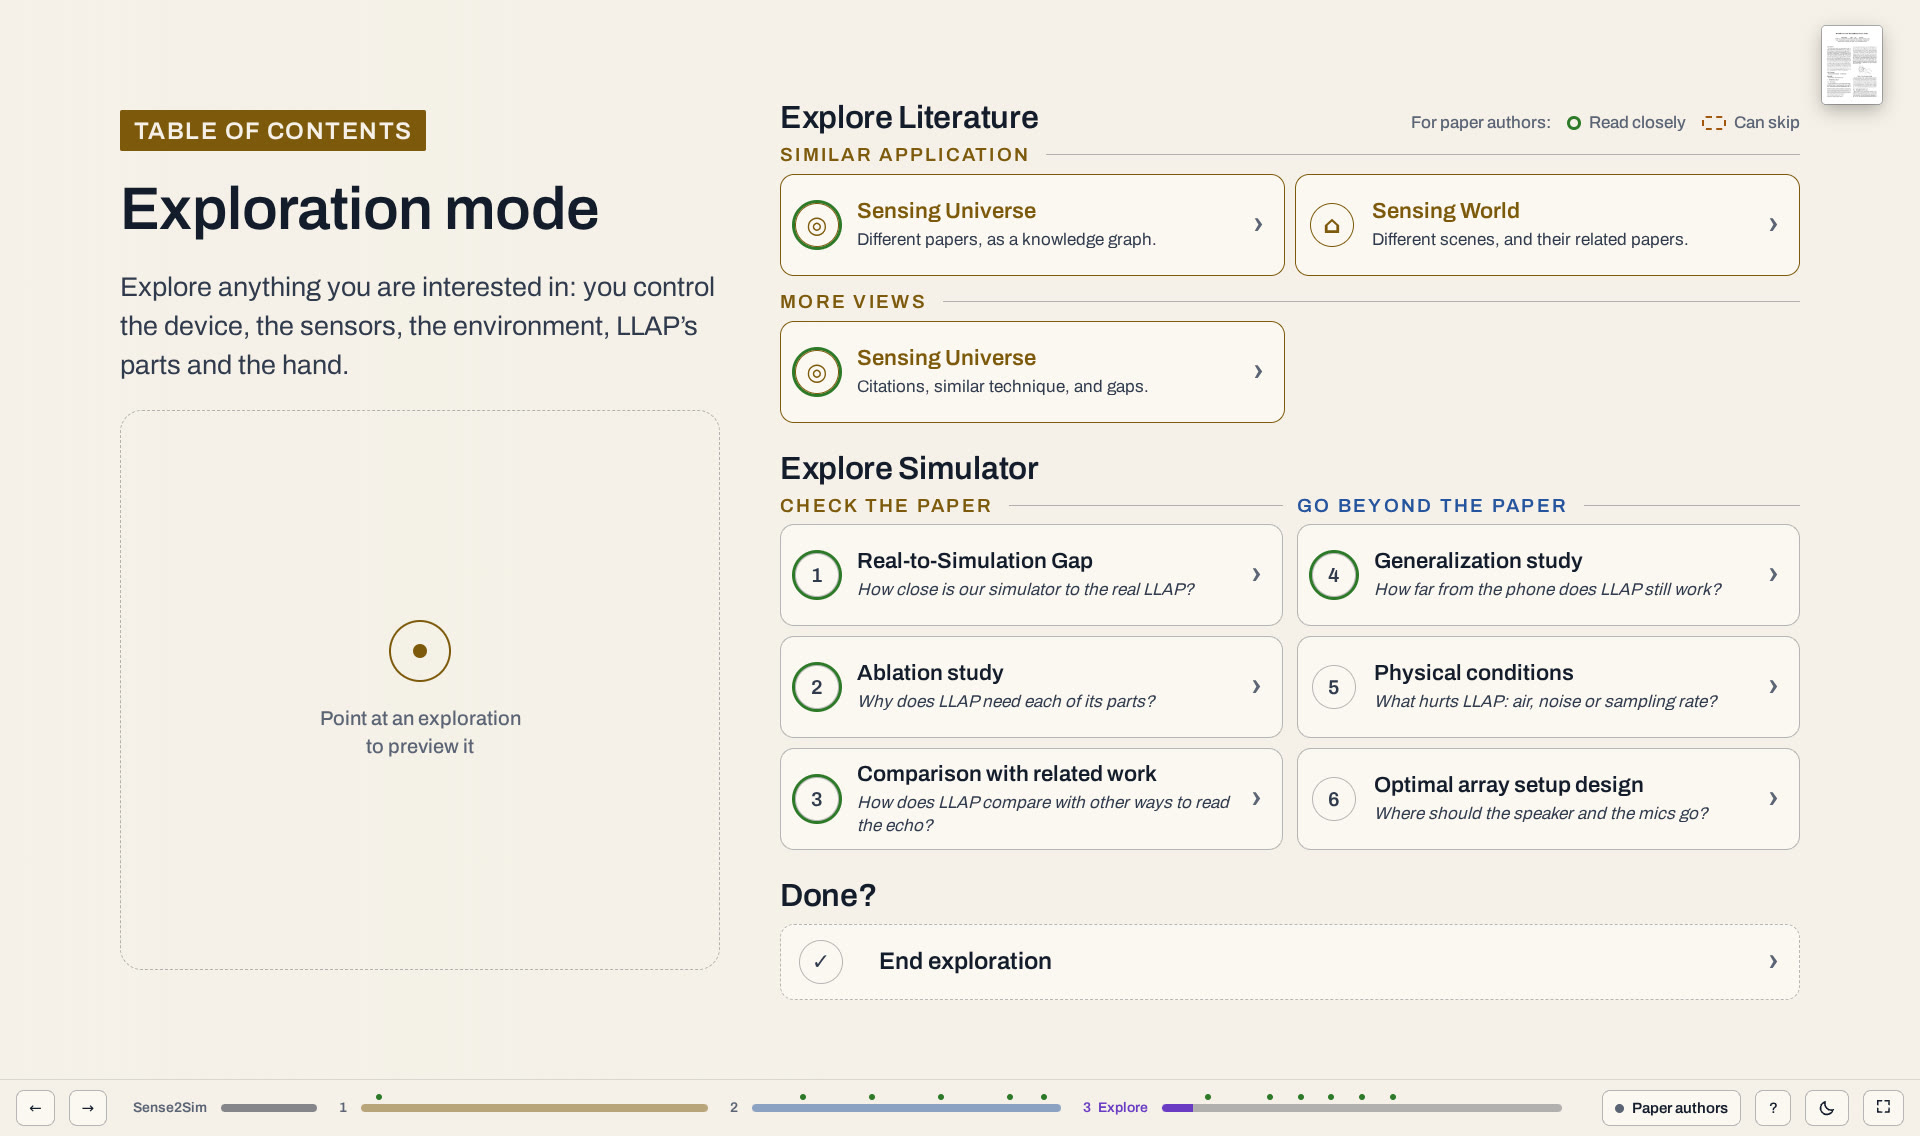 TABLE OF CONTENTS
Exploration mode
Explore anything you are interested in: you control
the device, the sensors, the environment, LLAP’s
parts and the hand.
Point at an exploration
to preview it
Explore Literature
For paper authors:
Read closely
Can skip
SIMILAR APPLICATION
Sensing Universe
Different papers, as a knowledge graph.
Sensing World
Different scenes, and their related papers.
MORE VIEWS
Sensing Universe
Citations, similar technique, and gaps.
Explore Simulator
CHECK THE PAPER
1
Real-to-Simulation Gap
How close is our simulator to the real LLAP?
2
Ablation study
Why does LLAP need each of its parts?
3
Comparison with related work
How does LLAP compare with other ways to read
the echo?
GO BEYOND THE PAPER
4
Generalization study
How far from the phone does LLAP still work?
5
Physical conditions
What hurts LLAP: air, noise or sampling rate?
6
Optimal array setup design
Where should the speaker and the mics go?
Done?
✓ End exploration
← → Sense2Sim 1 2 3 Explore Paper authors ?